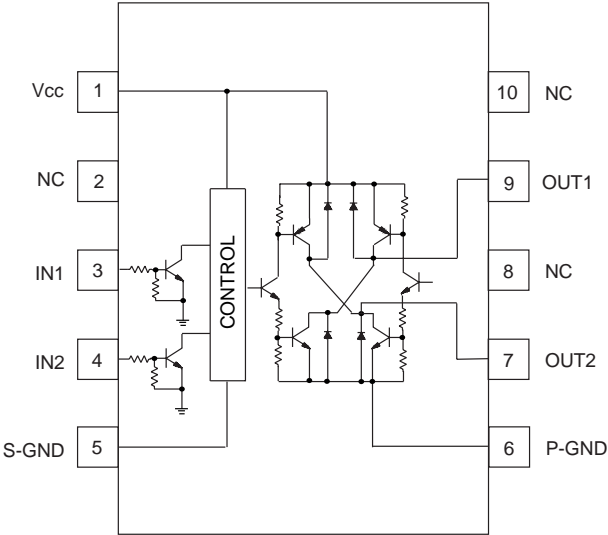 Vcc 1
NC 2
IN1 3
IN2 4
S-GND 5
CONTROL
10 NC
9 OUT1
8 NC
7 OUT2
6 P-GND